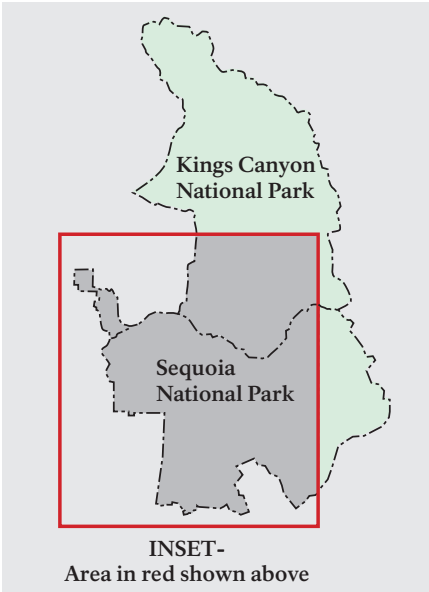 Kings Canyon
National Park
Sequoia
National Park
INSET-
Area in red shown above